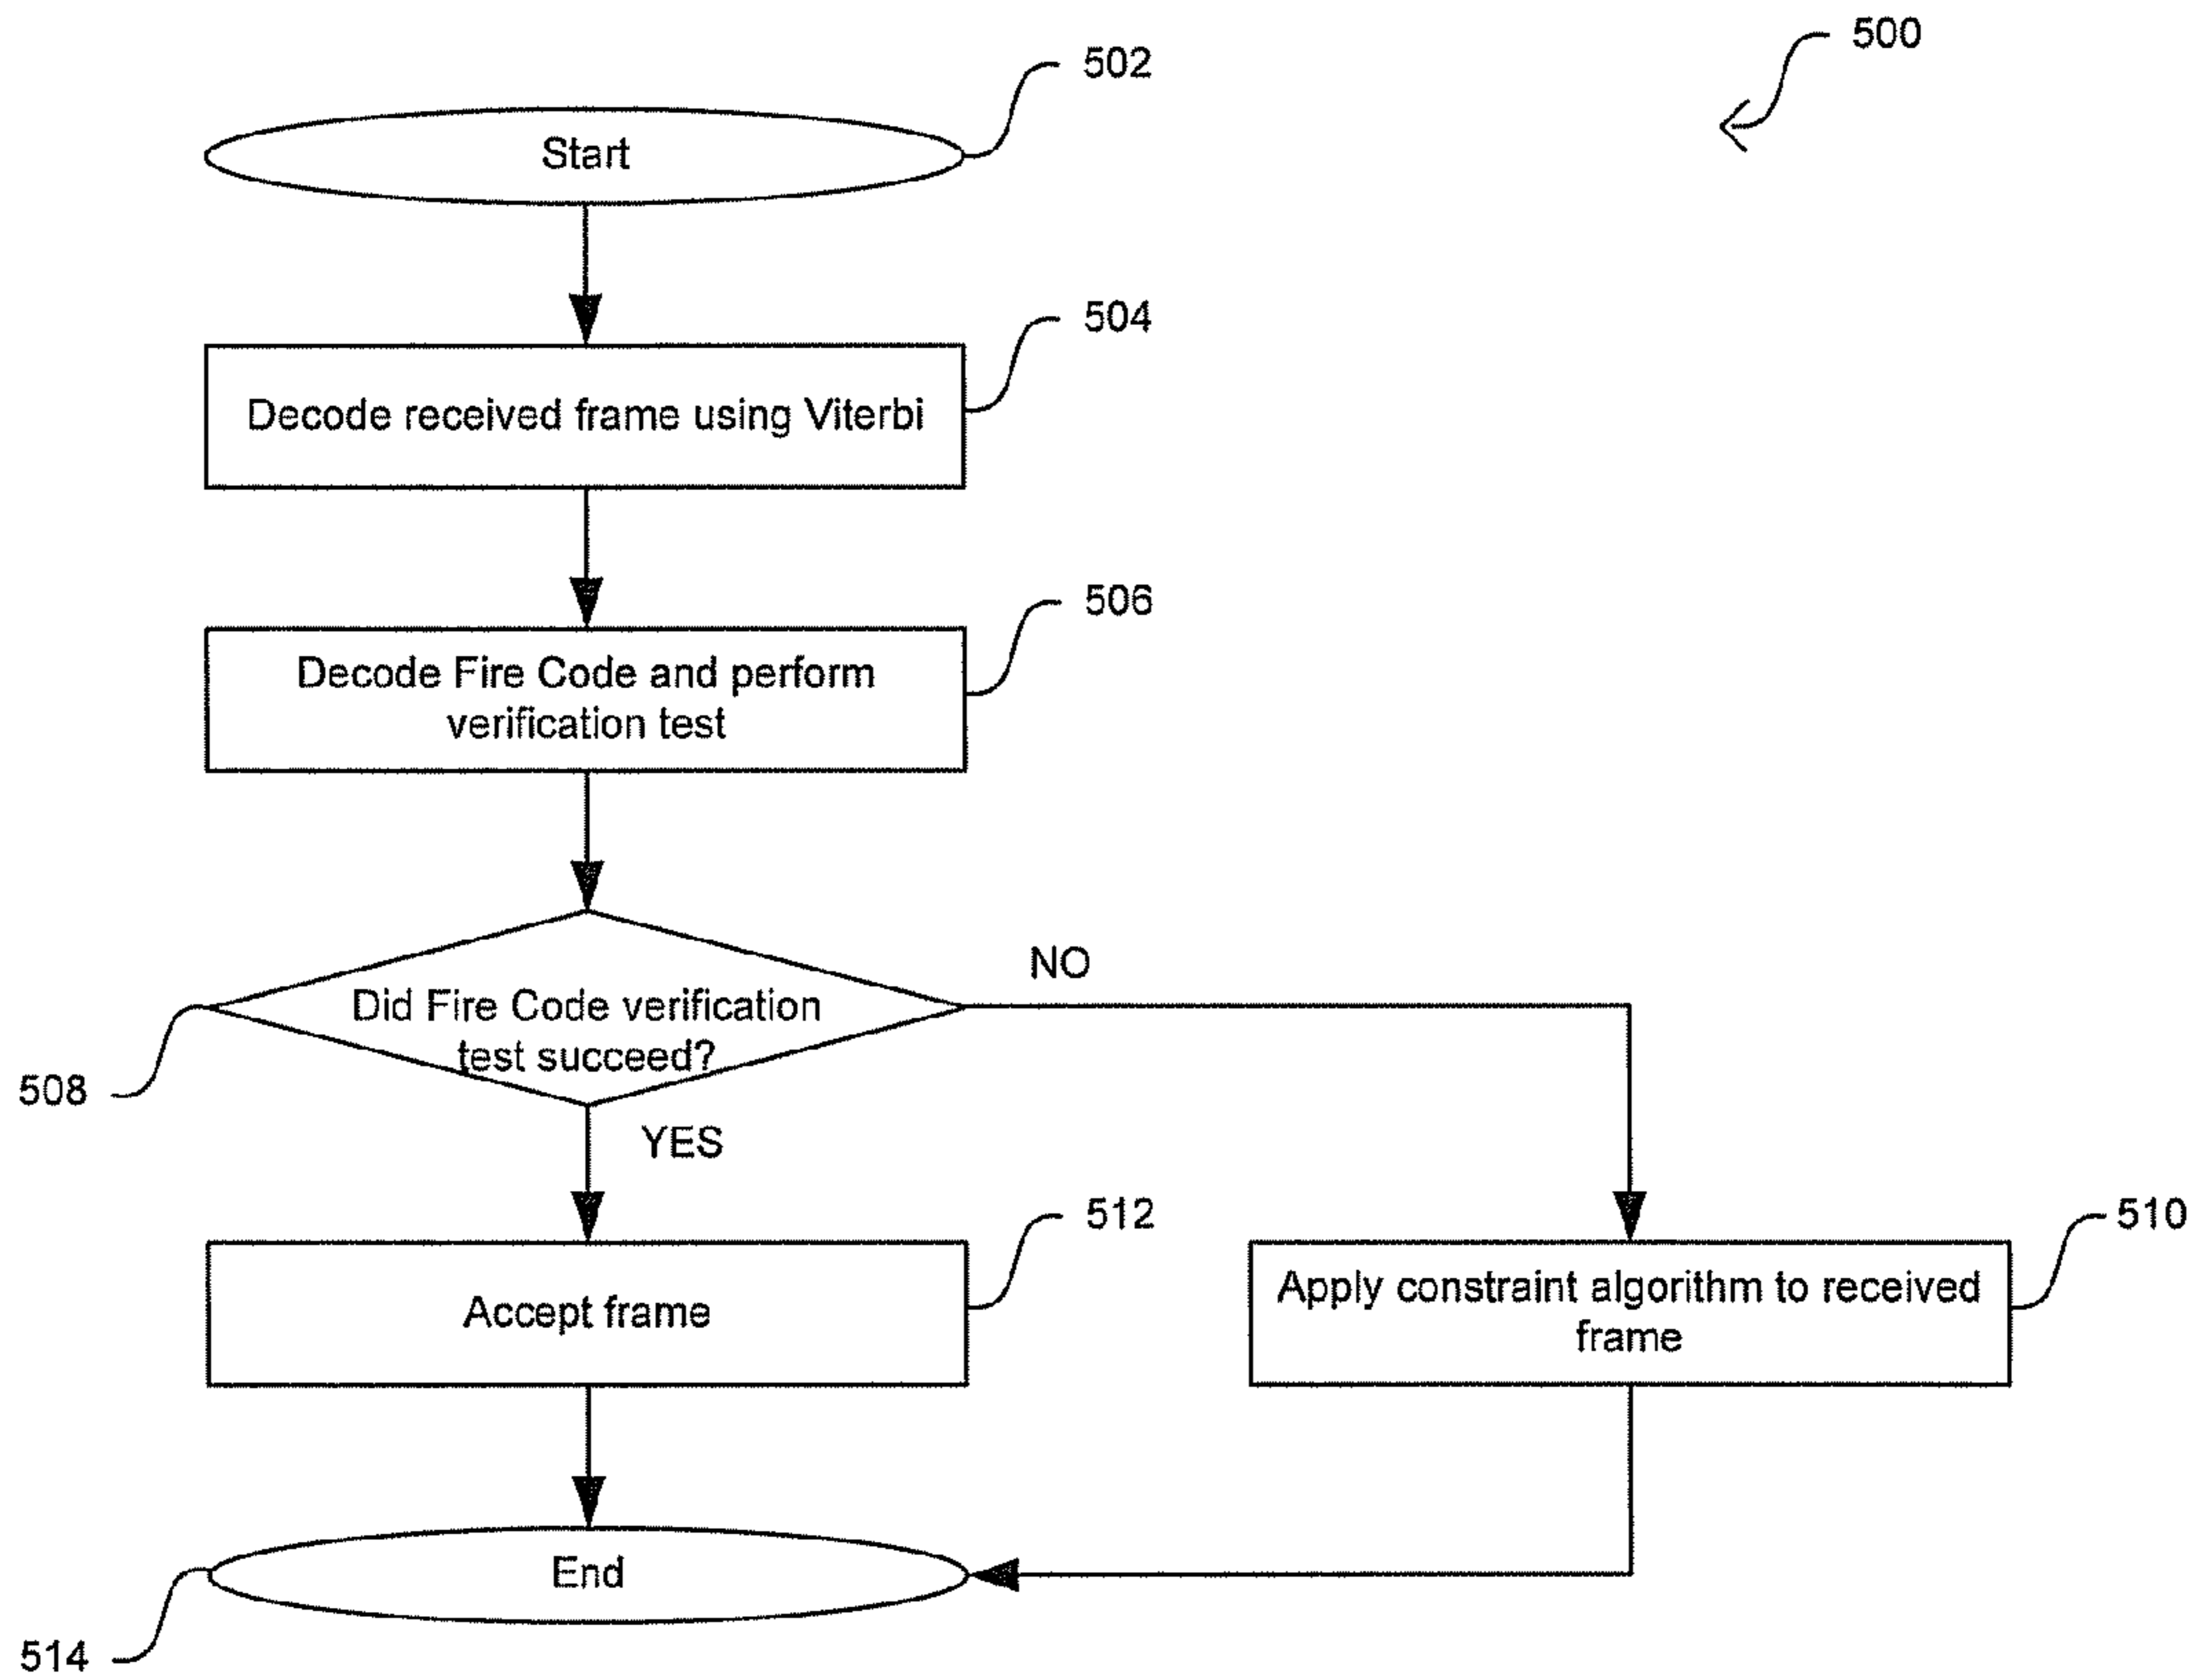 500
502
Start
504
Decode received frame using Viterbi
506
Decode Fire Code and perform
verification test
NO
Did Fire Code verification
test succeed?
508
YES
512
510
Accept frame
Apply constraint algorithm to received
frame
End
514